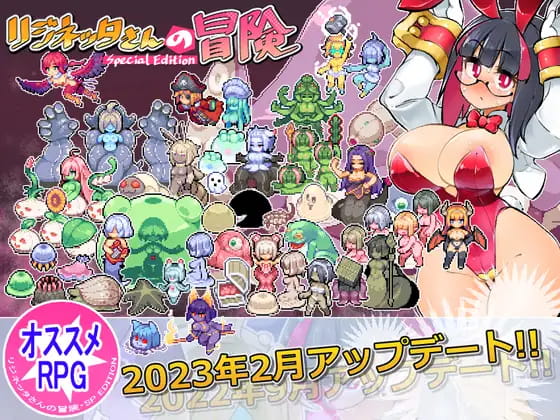 リジネッタさんの冒険
Special Edition
オススメ
RPG
リジネッタさんの冒険・SP EDITION
2023年2月アップデート!!
2022年9月アップデート!!